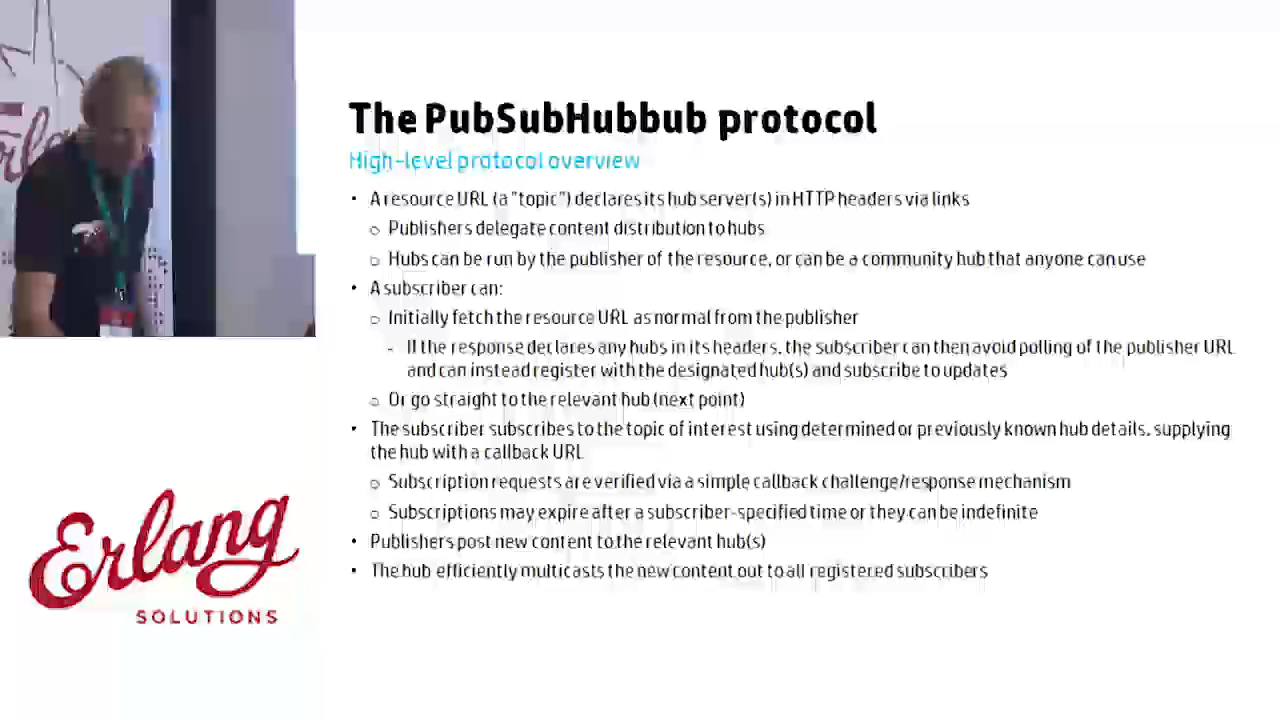 The PubSubHubbub protocol
High-level protocol overview
• A resource URL (a "topic") declares its hub server(s) in HTTP headers via links
o Publishers delegate content distribution to hubs
o Hubs can be run by the publisher of the resource, or can be a community hub that anyone can use
• A subscriber can:
o Initially fetch the resource URL as normal from the publisher
- If the response declares any hubs in its headers, the subscriber can then avoid polling of the publisher URL
and can instead register with the designated hub(s) and subscribe to updates
o Or go straight to the relevant hub (next point)
• The subscriber subscribes to the topic of interest using determined or previously known hub details, supplying
the hub with a callback URL
o Subscription requests are verified via a simple callback challenge/response mechanism
o Subscriptions may expire after a subscriber-specified time or they can be indefinite
• Publishers post new content to the relevant hub(s)
• The hub efficiently multicasts the new content out to all registered subscribers
Erlang
SOLUTIONS